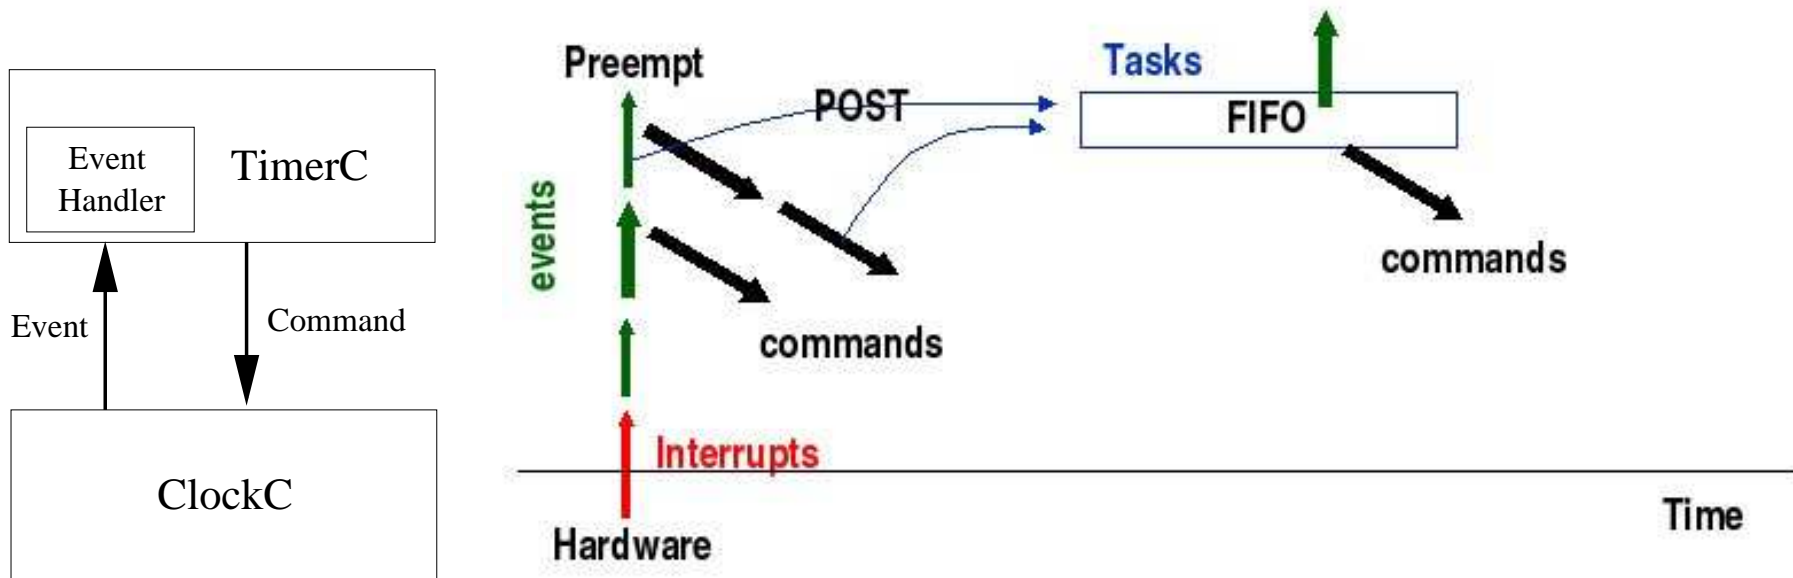 Event
Handler
TimerC
Event
Command
ClockC
Preempt
POST
Tasks
FIFO
events
commands
commands
Interrupts
Time
Hardware